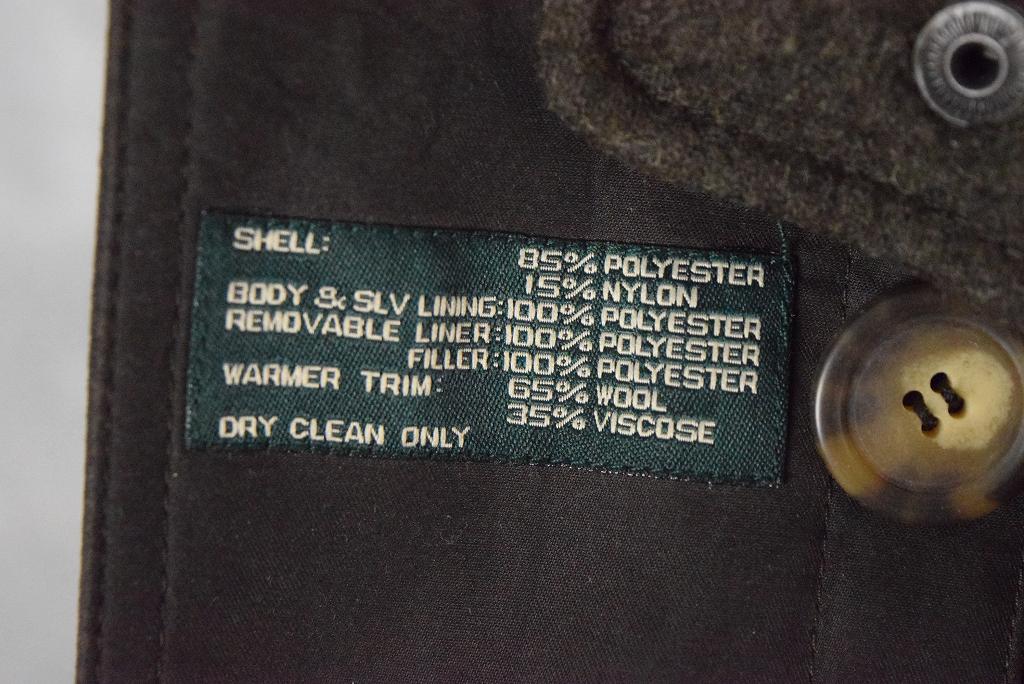 SHELL: 85% POLYESTER
15% NYLON
BODY & SLV LINING: 100% POLYESTER
REMOVABLE LINER: 100% POLYESTER
FILLER: 100% POLYESTER
WARMER TRIM: 65% WOOL
35% VISCOSE
DRY CLEAN ONLY